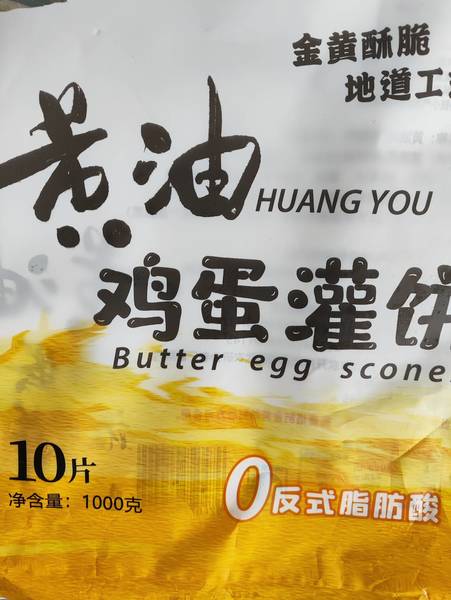 金黄酥脆
地道工
黄油
HUANG YOU
鸡蛋灌饼
Butter egg scone
10片
净含量：1000克
0反式脂肪酸